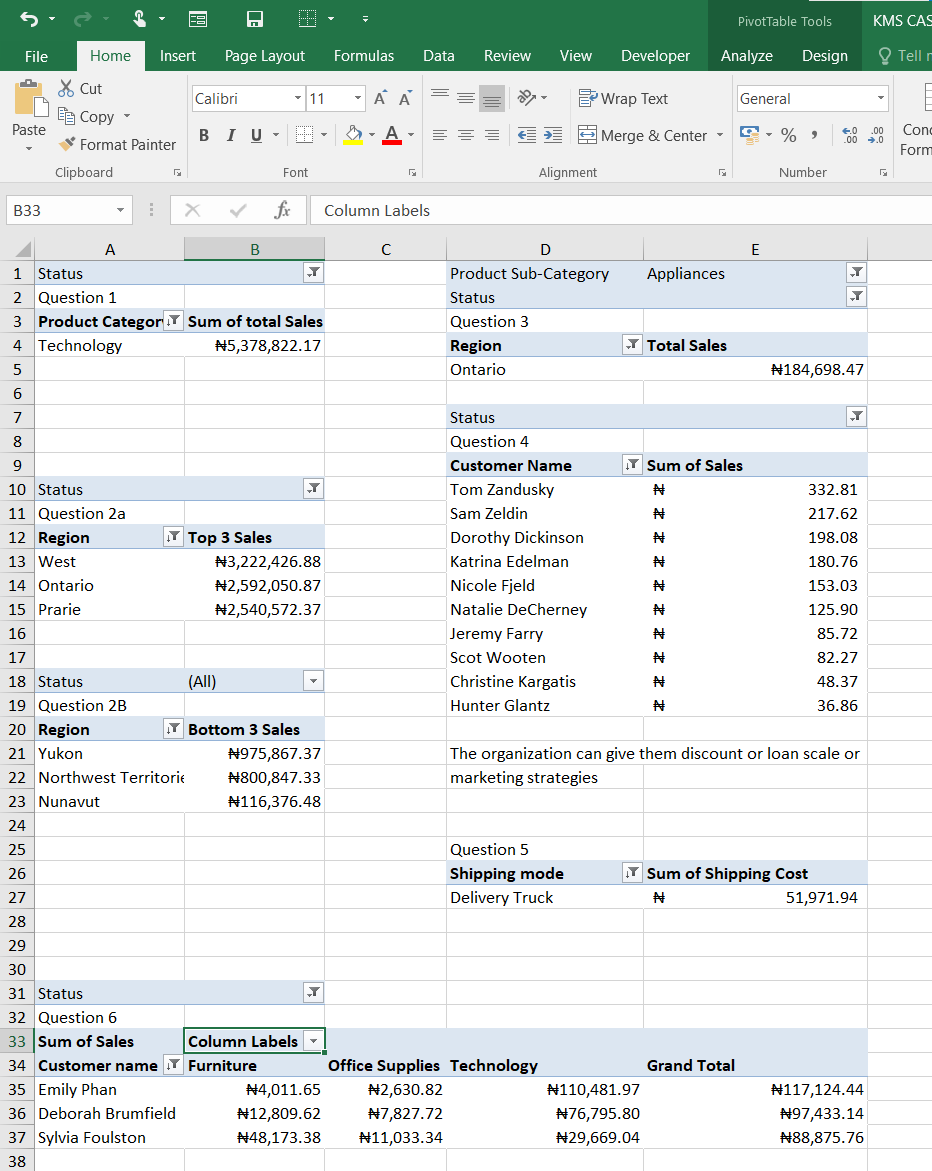 PivotTable Tools KMS CAS
File Home Insert Page Layout Formulas Data Review View Developer Analyze Design Tell r
Paste
Cut
Copy
Format Painter
Clipboard
Calibri 11
B I U A
Font
Wrap Text
Merge & Center
Alignment
General
% , .00 .00
Number
Conc
Form
B33 fx Column Labels
A B C D E
1 Status Product Sub-Category Appliances
2 Question 1 Status
3 Product Categor Sum of total Sales Question 3
4 Technology ₦5,378,822.17 Region Total Sales
5 Ontario ₦184,698.47
6
7 Status
8 Question 4
9 Customer Name Sum of Sales
10 Status Tom Zandusky ₦ 332.81
11 Question 2a Sam Zeldin ₦ 217.62
12 Region Top 3 Sales Dorothy Dickinson ₦ 198.08
13 West ₦3,222,426.88 Katrina Edelman ₦ 180.76
14 Ontario ₦2,592,050.87 Nicole Fjeld ₦ 153.03
15 Prarie ₦2,540,572.37 Natalie DeCherney ₦ 125.90
16 Jeremy Farry ₦ 85.72
17 Scot Wooten ₦ 82.27
18 Status (All) Christine Kargatis ₦ 48.37
19 Question 2B Hunter Glantz ₦ 36.86
20 Region Bottom 3 Sales
21 Yukon ₦975,867.37 The organization can give them discount or loan scale or
22 Northwest Territorie ₦800,847.33 marketing strategies
23 Nunavut ₦116,376.48
24
25 Question 5
26 Shipping mode Sum of Shipping Cost
27 Delivery Truck ₦ 51,971.94
28
29
30
31 Status
32 Question 6
33 Sum of Sales Column Labels
34 Customer name Furniture Office Supplies Technology Grand Total
35 Emily Phan ₦4,011.65 ₦2,630.82 ₦110,481.97 ₦117,124.44
36 Deborah Brumfield ₦12,809.62 ₦7,827.72 ₦76,795.80 ₦97,433.14
37 Sylvia Foulston ₦48,173.38 ₦11,033.34 ₦29,669.04 ₦88,875.76
38